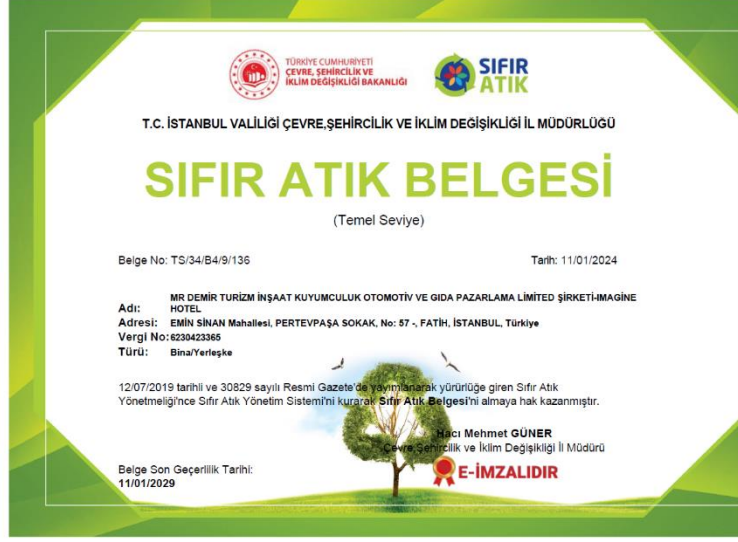 TÜRKİYE CUMHURİYETİ
ÇEVRE, ŞEHİRCİLİK VE
İKLİM DEĞİŞİKLİĞİ BAKANLIĞI
SIFIR
ATIK
T.C. İSTANBUL VALİLİĞİ ÇEVRE,ŞEHİRCİLİK VE İKLİM DEĞİŞİKLİĞİ İL MÜDÜRLÜĞÜ
SIFIR ATIK BELGESİ
(Temel Seviye)
Belge No: TS/34/B4/9/136 Tarih: 11/01/2024
Adı: MR DEMİR TURİZM İNŞAAT KUYUMCULUK OTOMOTİV VE GIDA PAZARLAMA LİMİTED ŞİRKETİ-IMAGİNE
HOTEL
Adresi: EMİN SİNAN Mahallesi, PERTEVPAŞA SOKAK, No: 57 -, FATİH, İSTANBUL, Türkiye
Vergi No:6230423365
Türü: Bina/Yerleşke
12/07/2019 tarihli ve 30829 sayılı Resmi Gazete'de yayımlanarak yürürlüğe giren Sıfır Atık
Yönetmeliği'nce Sıfır Atık Yönetim Sistemi'ni kurarak Sıfır Atık Belgesi'ni almaya hak kazanmıştır.
Hacı Mehmet GÜNER
Çevre,Şehircilik ve İklim Değişikliği İl Müdürü
E-İMZALIDIR
Belge Son Geçerlilik Tarihi:
11/01/2029